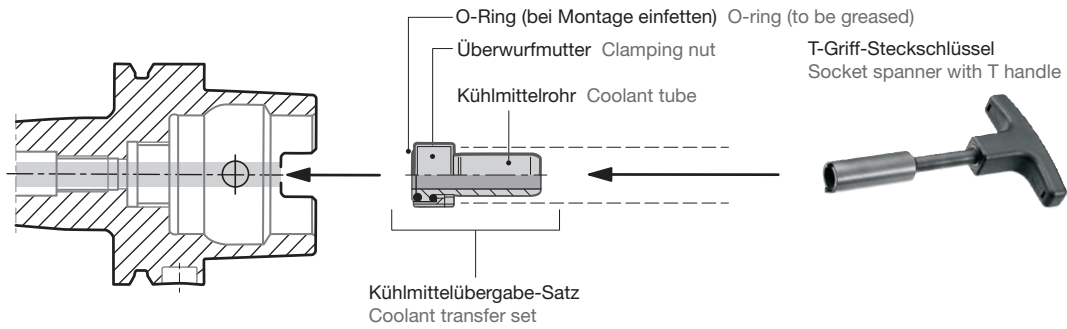 O-Ring (bei Montage einfetten) O-ring (to be greased)
Überwurfmutter Clamping nut
Kühlmittelrohr Coolant tube
T-Griff-Steckschlüssel
Socket spanner with T handle
Kühlmittelübergabe-Satz
Coolant transfer set